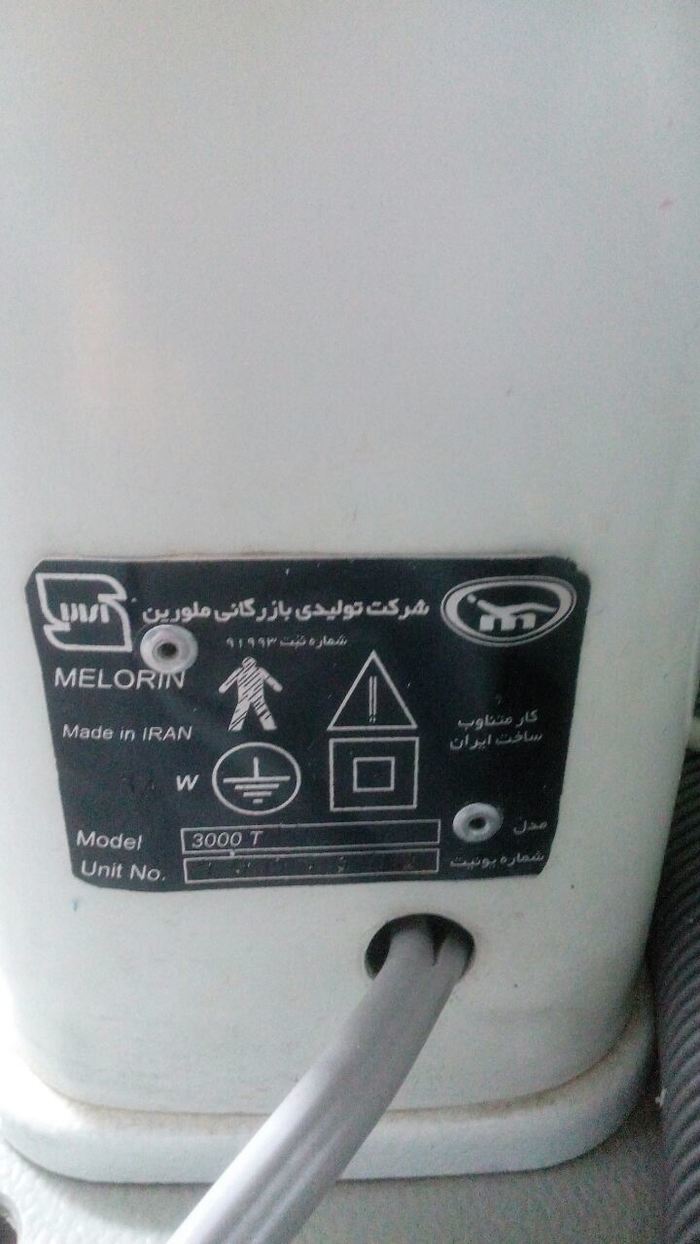 شرکت تولیدی بازرگانی ملورین
شماره ثبت ۹۱۹۹۳
MELORIN
Made in IRAN
کار متناوب
ساخت ایران
W
Model 3000 T مدل
Unit No. شماره یونیت